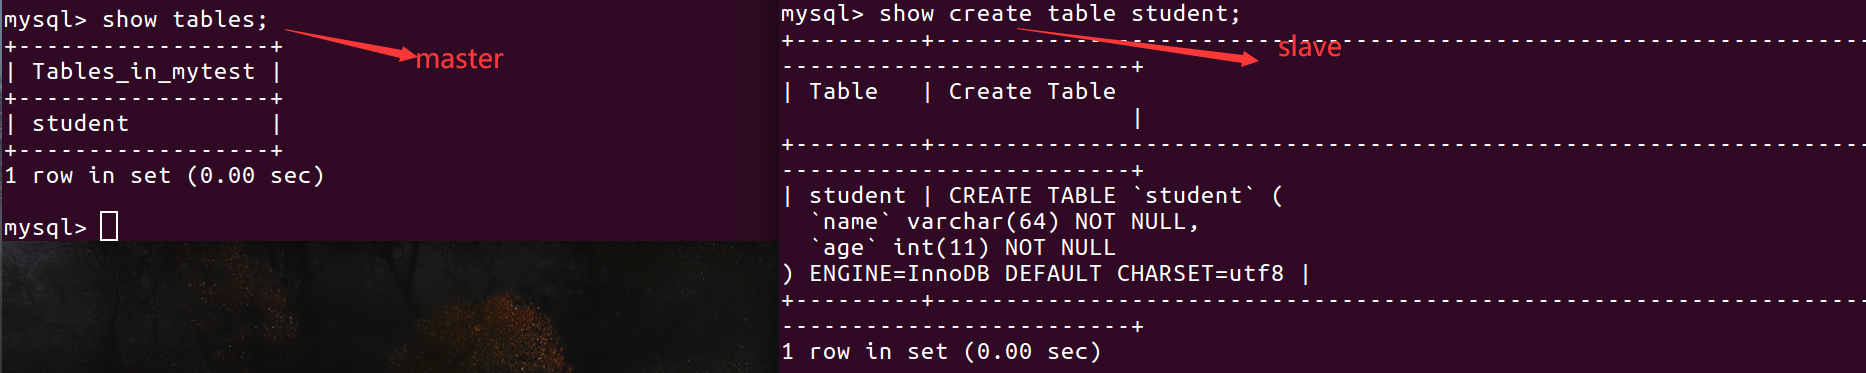 mysql> show tables;
+------------------+
| Tables_in_mytest |
+------------------+
| student          |
+------------------+
1 row in set (0.00 sec)
mysql>
master
mysql> show create table student;
+---------+-------------------------------------------------------------------
-------------------------+
| Table   | Create Table
                         |
+---------+-------------------------------------------------------------------
-------------------------+
| student | CREATE TABLE `student` (
  `name` varchar(64) NOT NULL,
  `age` int(11) NOT NULL
) ENGINE=InnoDB DEFAULT CHARSET=utf8 |
+---------+-------------------------------------------------------------------
-------------------------+
1 row in set (0.00 sec)
slave